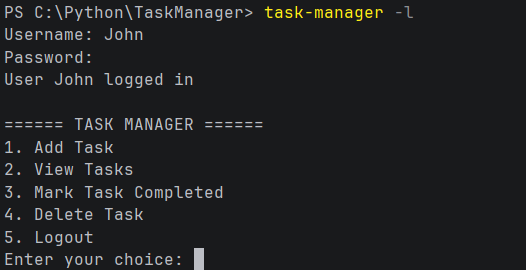 PS C:\Python\TaskManager> task-manager -l
Username: John
Password:
User John logged in
====== TASK MANAGER ======
1. Add Task
2. View Tasks
3. Mark Task Completed
4. Delete Task
5. Logout
Enter your choice: